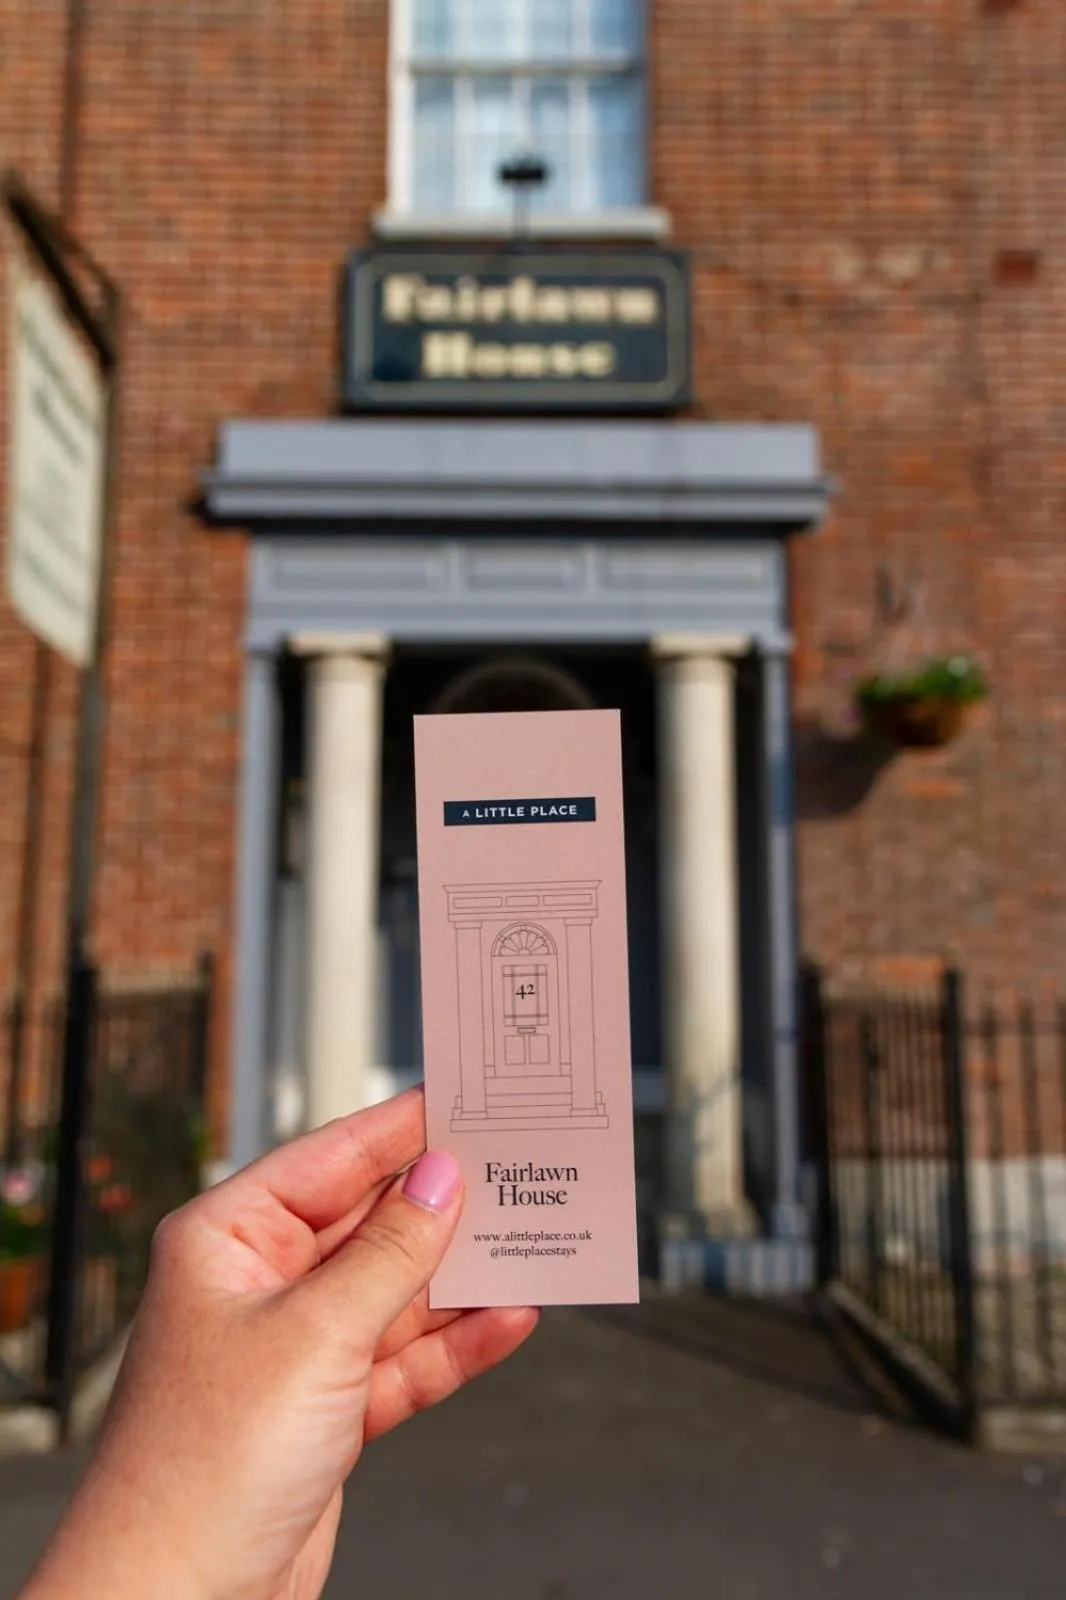 Fairlawn
House
A LITTLE PLACE
42
Fairlawn
House
www.alittleplace.co.uk
@littleplacestays